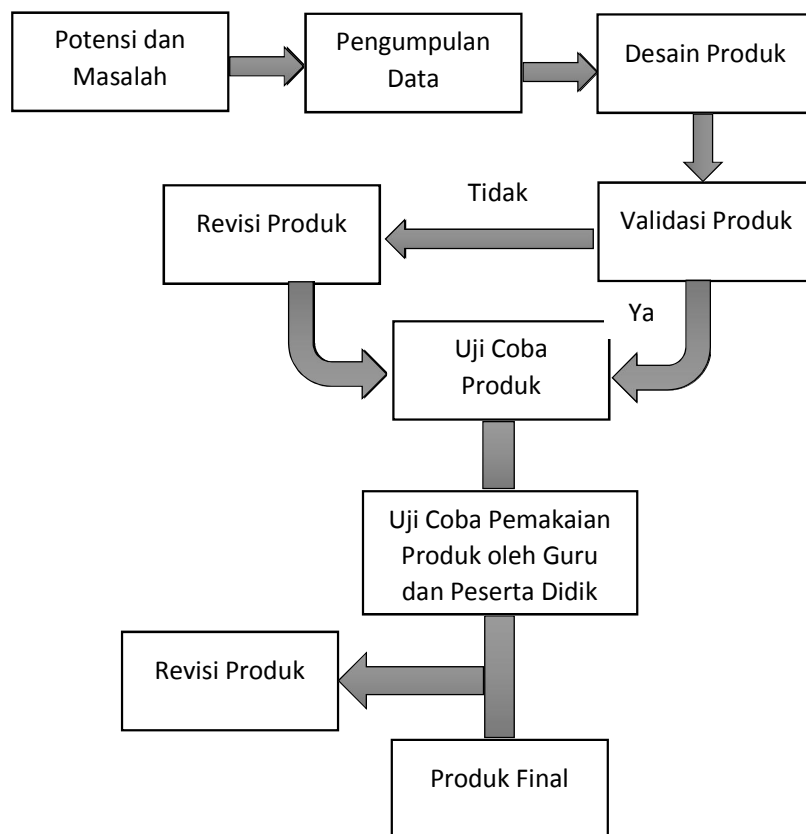 Potensi dan
Masalah
Pengumpulan
Data
Desain Produk
Tidak
Revisi Produk
Validasi Produk
Ya
Uji Coba
Produk
Uji Coba Pemakaian
Produk oleh Guru
dan Peserta Didik
Revisi Produk
Produk Final